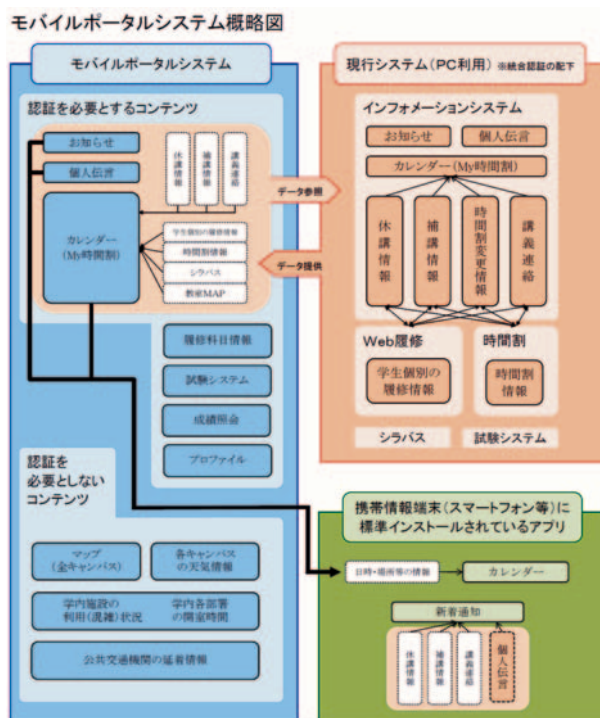 モバイルポータルシステム概略図
モバイルポータルシステム
認証を必要とするコンテンツ
お知らせ
個人伝言
カレンダー
(My時間割)
休講情報
補講情報
講義連絡
学生個別の履修情報
時間割情報
シラバス
教室MAP
履修科目情報
試験システム
成績照会
プロファイル
認証を
必要としない
コンテンツ
マップ
(全キャンパス)
各キャンパス
の天気情報
学内施設の
利用(混雑)状況
学内各部署
の開室時間
公共交通機関の延着情報
データ参照
データ提供
現行システム(PC利用) ※統合認証の配下
インフォメーションシステム
お知らせ
個人伝言
カレンダー(My時間割)
休講情報
補講情報
時間割変更情報
講義連絡
Web履修
学生個別の
履修情報
時間割
時間割
情報
シラバス
試験システム
携帯情報端末(スマートフォン等)に
標準インストールされているアプリ
日時・場所等の情報
カレンダー
新着通知
休講情報
補講情報
講義連絡
個人伝言